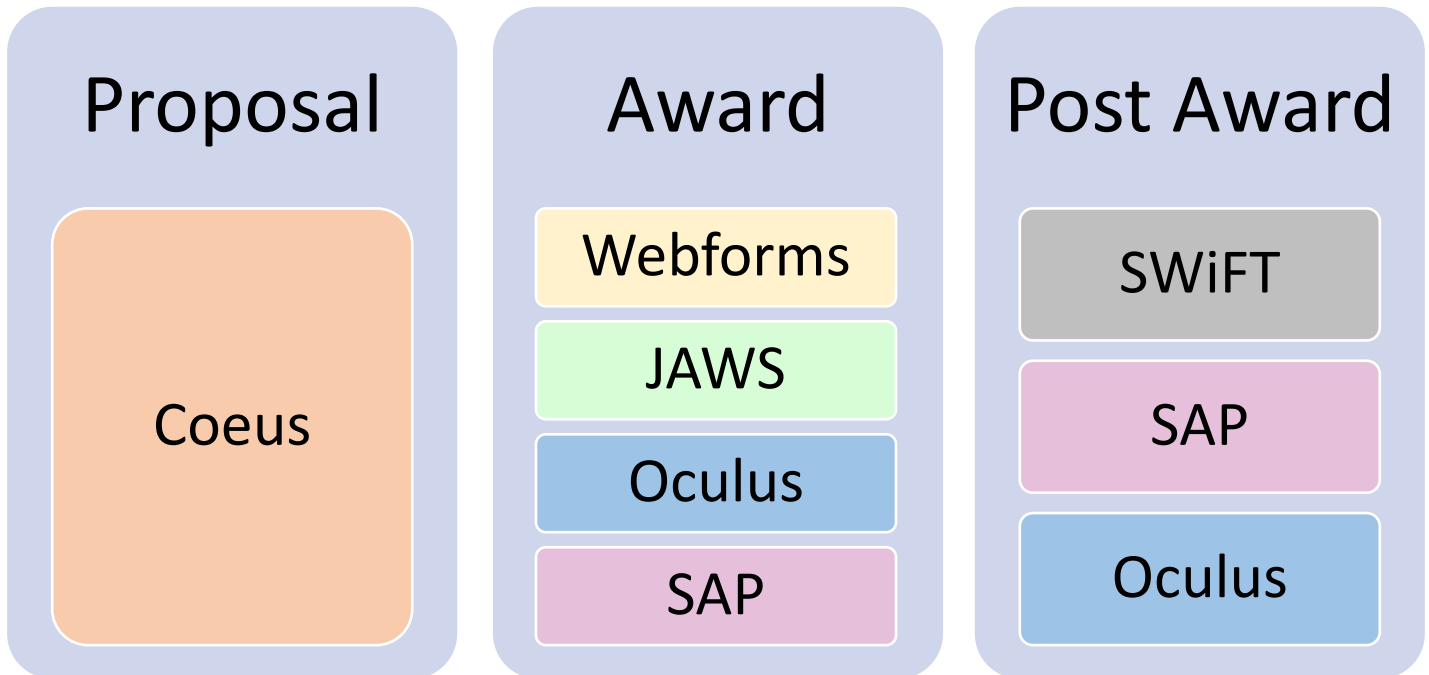 Proposal
Coeus
Award
Webforms
JAWS
Oculus
SAP
Post Award
SWiFT
SAP
Oculus